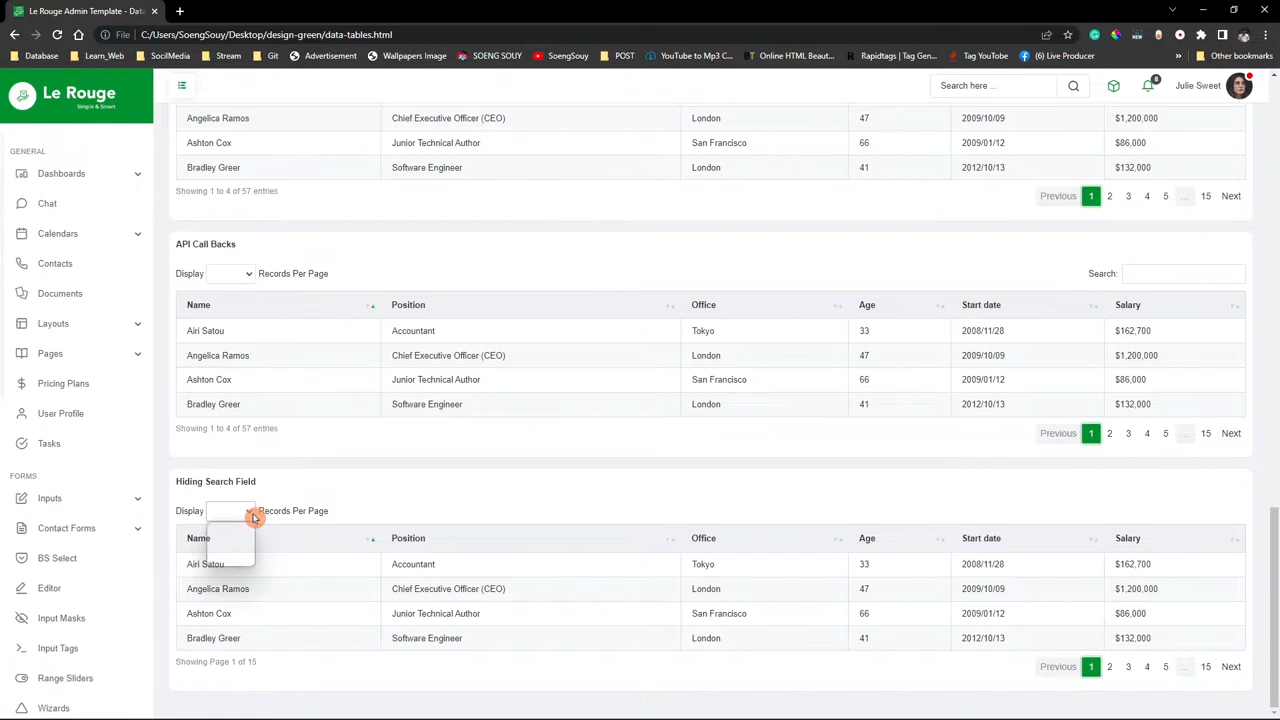 Le Rouge Admin Template - Data
File C:/Users/SoengSouy/Desktop/design-green/data-tables.html
Database Learn_Web SocilMedia Stream Git Advertisement Wallpapers Image SOENG SOUY SoengSouy POST YouTube to Mp3 C... Online HTML Beaut... Rapidtags | Tag Gen... TagYouTube (1) Live Producer » Other bookmarks
Le Rouge
Simple & Smart
Search here ...
8
Julie Sweet
GENERAL
Dashboards
Chat
Calendars
Contacts
Documents
Layouts
Pages
Pricing Plans
User Profile
Tasks
FORMS
Inputs
Contact Forms
BS Select
Editor
Input Masks
Input Tags
Range Sliders
Wizards
Angelica Ramos Chief Executive Officer (CEO) London 47 2009/10/09 $1,200,000
Ashton Cox Junior Technical Author San Francisco 66 2009/01/12 $86,000
Bradley Greer Software Engineer London 41 2012/10/13 $132,000
Showing 1 to 4 of 57 entries
Previous 1 2 3 4 5 ... 15 Next
API Call Backs
Display Records Per Page Search:
Name Position Office Age Start date Salary
Airi Satou Accountant Tokyo 33 2008/11/28 $162,700
Angelica Ramos Chief Executive Officer (CEO) London 47 2009/10/09 $1,200,000
Ashton Cox Junior Technical Author San Francisco 66 2009/01/12 $86,000
Bradley Greer Software Engineer London 41 2012/10/13 $132,000
Showing 1 to 4 of 57 entries
Previous 1 2 3 4 5 ... 15 Next
Hiding Search Field
Display Records Per Page
Name Position Office Age Start date Salary
Airi Satou Accountant Tokyo 33 2008/11/28 $162,700
Angelica Ramos Chief Executive Officer (CEO) London 47 2009/10/09 $1,200,000
Ashton Cox Junior Technical Author San Francisco 66 2009/01/12 $86,000
Bradley Greer Software Engineer London 41 2012/10/13 $132,000
Showing Page 1 of 15
Previous 1 2 3 4 5 ... 15 Next